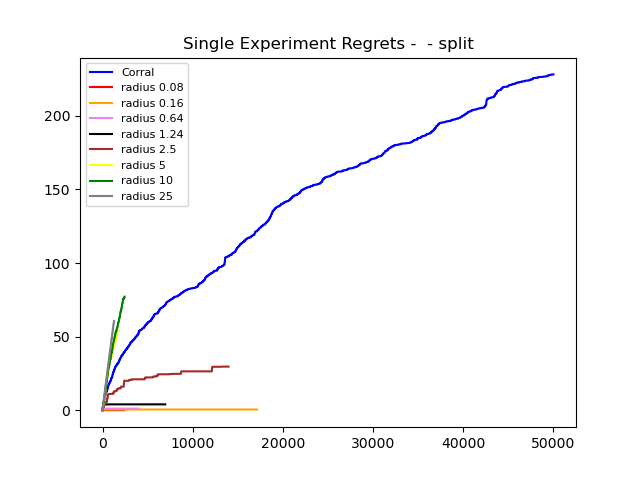 Single Experiment Regrets -  - split
Corral
radius 0.08
radius 0.16
radius 0.64
radius 1.24
radius 2.5
radius 5
radius 10
radius 25
200
150
100
50
0
0 10000 20000 30000 40000 50000